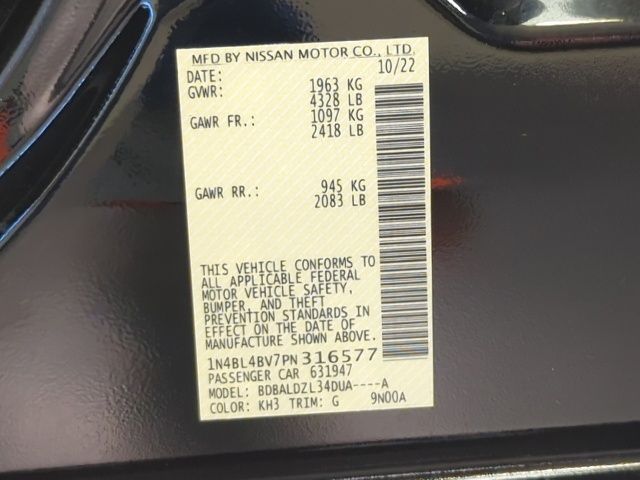 MFD BY NISSAN MOTOR CO., LTD.
DATE: 10/22
GVWR: 1963 KG
4328 LB
GAWR FR.: 1097 KG
2418 LB
GAWR RR.: 945 KG
2083 LB
THIS VEHICLE CONFORMS TO
ALL APPLICABLE FEDERAL
MOTOR VEHICLE SAFETY,
BUMPER, AND THEFT
PREVENTION STANDARDS IN
EFFECT ON THE DATE OF
MANUFACTURE SHOWN ABOVE.
1N4BL4BV7PN316577
PASSENGER CAR 631947
MODEL: BDBALDZL34DUA----A
COLOR: KH3 TRIM: G 9N00A